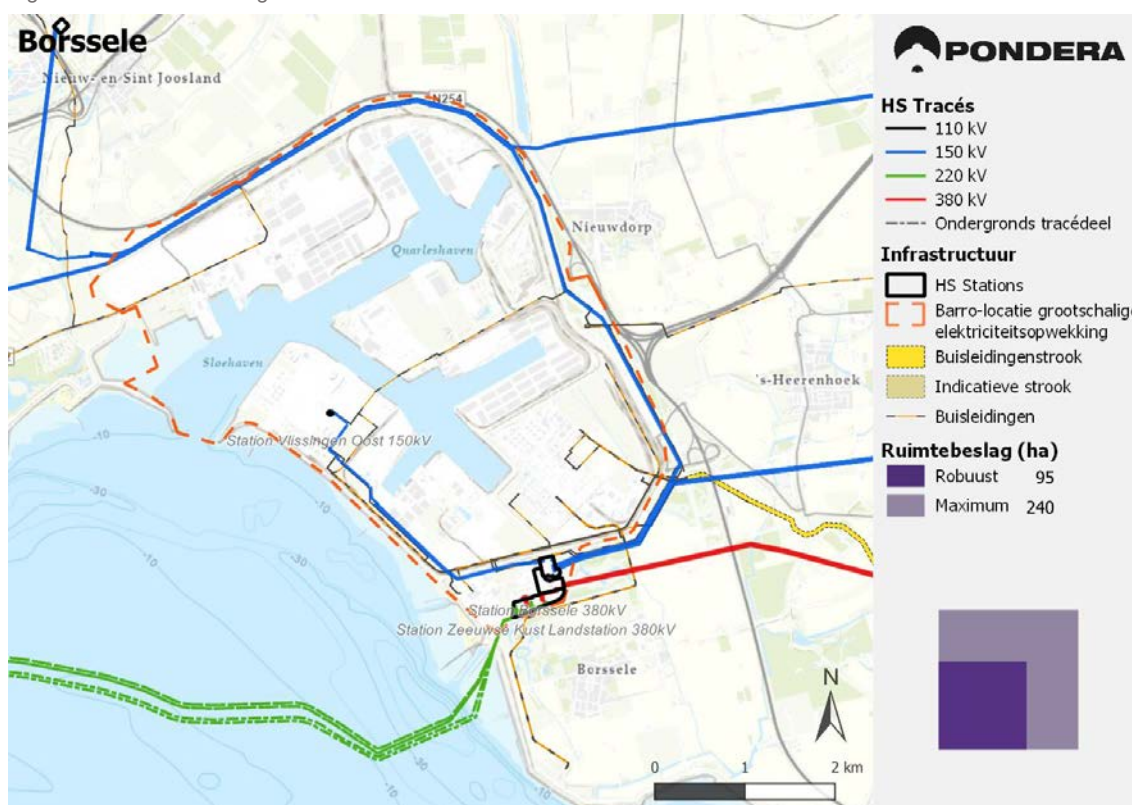 Borssele
Nieuw- en Sint Joosland
N254
Quarleshaven
Nieuwdorp
Sloehaven
's-Heerenhoek
Station Vlissingen Oost 150kV
Station Borssele 380kV
Station Zeeuwse Kust Landstation 380kV
Borssele
-10
-30
-10
-30
-10
-30
-10
N
0 1 2 km
PONDERA
HS Tracés
110 kV
150 kV
220 kV
380 kV
Ondergronds tracédeel
Infrastructuur
HS Stations
Barro-locatie grootschalige
elektriciteitsopwekking
Buisleidingenstrook
Indicatieve strook
Buisleidingen
Ruimtebeslag (ha)
Robuust 95
Maximum 240